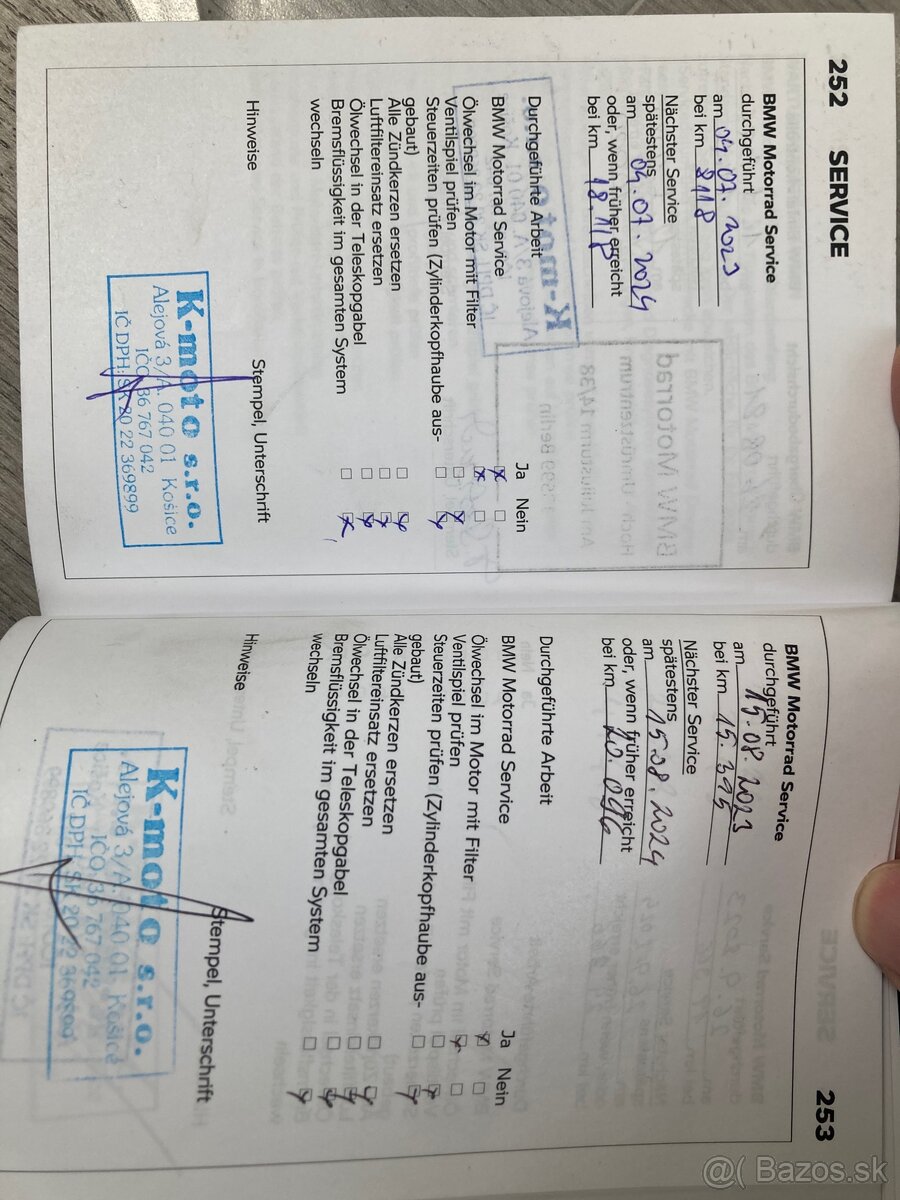 252 SERVICE
BMW Motorrad Service
durchgeführt
am 04.07.2023
bei km 8118
Nächster Service
spätestens
am 04.07.2024
oder, wenn früher erreicht
bei km 18.118
Durchgeführte Arbeit
Ja Nein
BMW Motorrad Service
Ölwechsel im Motor mit Filter
Ventilspiel prüfen
Steuerzeiten prüfen (Zylinderkopfhaube aus-
gebaut)
Alle Zündkerzen ersetzen
Luftfiltereinsatz ersetzen
Ölwechsel in der Teleskopgabel
Bremsflüssigkeit im gesamten System
wechseln
Hinweise
Stempel, Unterschrift
K-moto s.r.o.
Alejová 3/A, 040 01 Košice
IČO: 36 767 042
IČ DPH: SK 20 22 369899
253
BMW Motorrad Service
durchgeführt
am 15.08.2023
bei km 15.395
Nächster Service
spätestens
am 15.08.2024
oder, wenn früher erreicht
bei km
Durchgeführte Arbeit
Ja Nein
BMW Motorrad Service
Ölwechsel im Motor mit Filter
Ventilspiel prüfen
Steuerzeiten prüfen (Zylinderkopfhaube aus-
gebaut)
Alle Zündkerzen ersetzen
Luftfiltereinsatz ersetzen
Ölwechsel in der Teleskopgabel
Bremsflüssigkeit im gesamten System
wechseln
Hinweise
Stempel, Unterschrift
K-moto s.r.o.
Alejová 3/A, 040 01 Košice
IČO: 36 767 042
IČ DPH: SK 20 22 369899
@( Bazos.sk